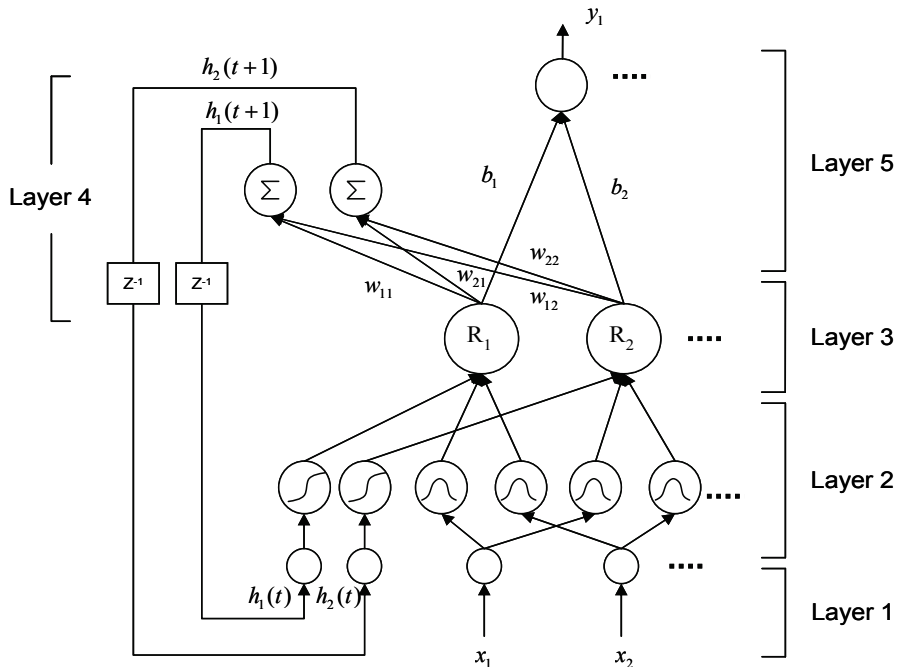 y₁
h₂(t+1)
h₁(t+1)
Layer 4
Layer 5
b₁
b₂
Σ
Σ
w₂₂
w₂₁
w₁₁
w₁₂
Z⁻¹
Z⁻¹
R₁
R₂
Layer 3
Layer 2
h₁(t)
h₂(t)
Layer 1
x₁
x₂